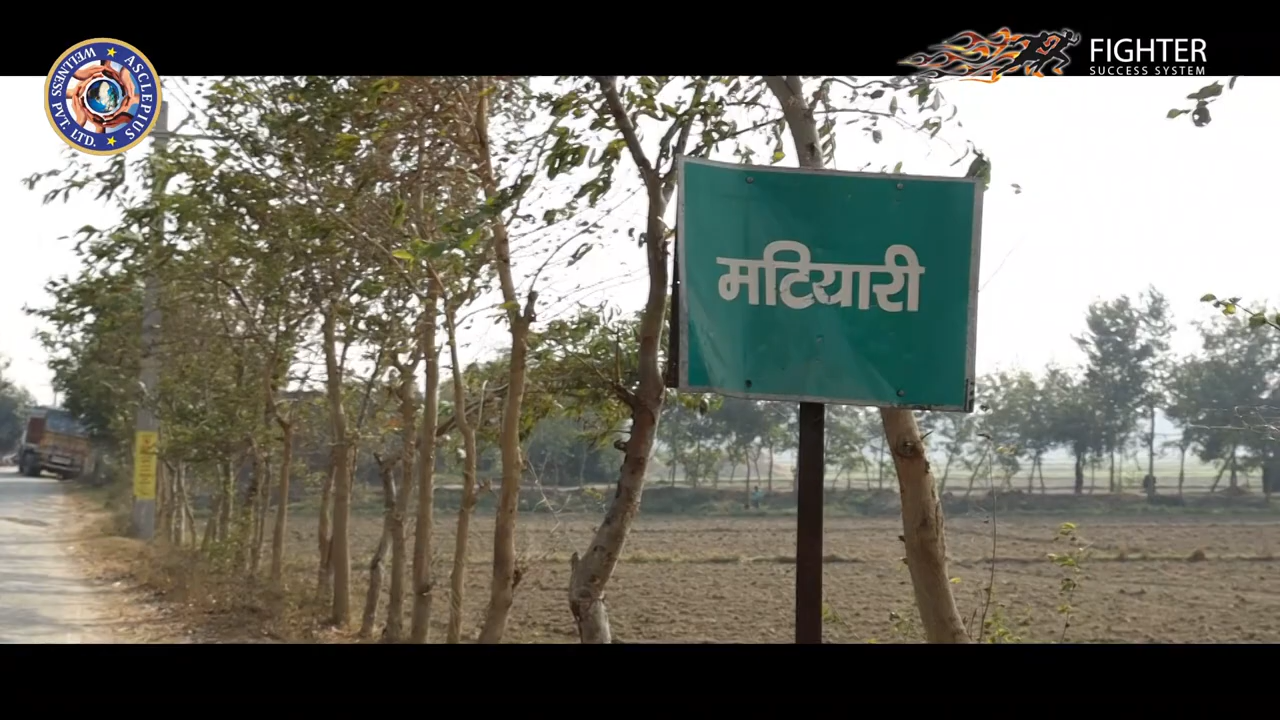 ASCLEPIUS
WELLNESS PVT. LTD.
FIGHTER
SUCCESS SYSTEM
मटियारी